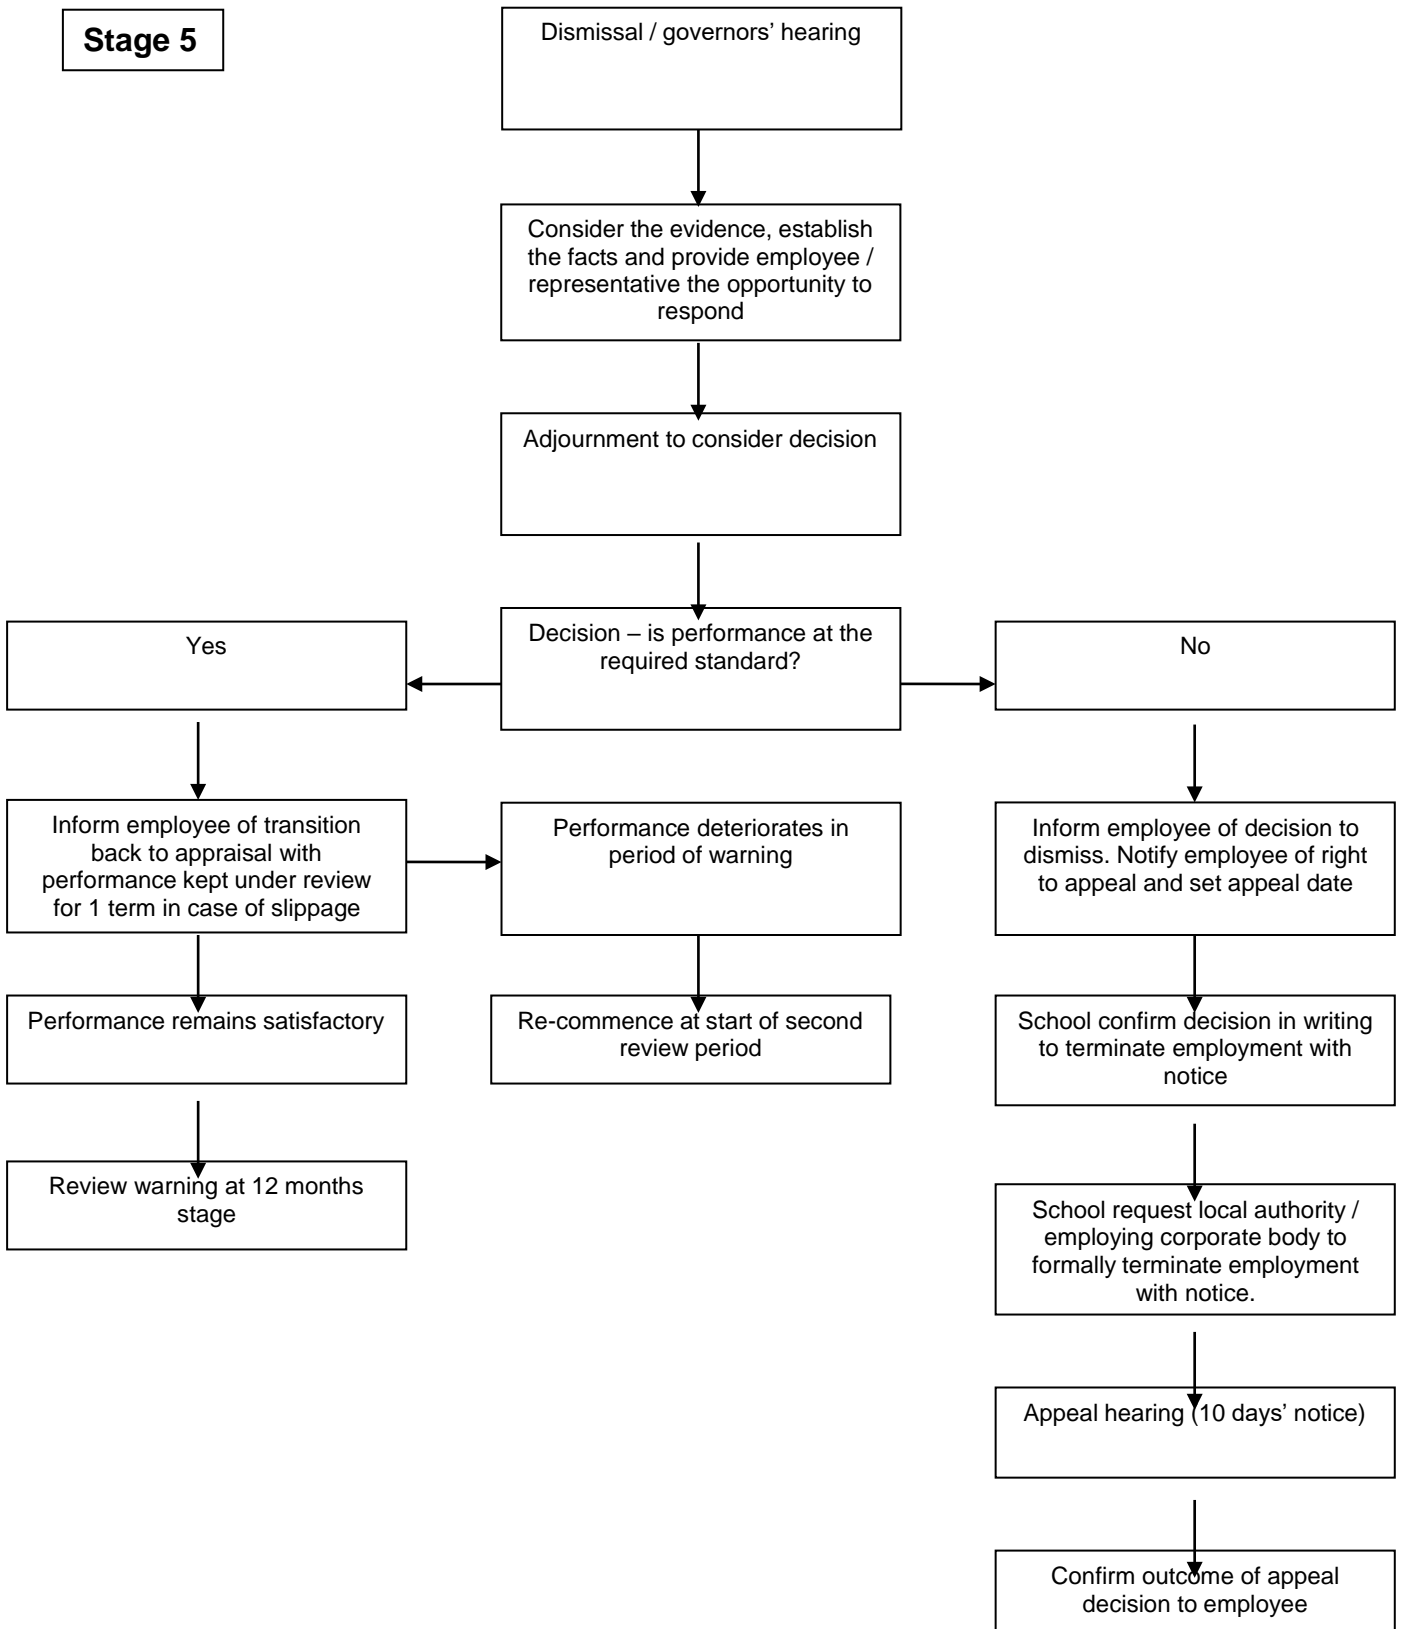 Stage 5
Dismissal / governors’ hearing
Consider the evidence, establish
the facts and provide employee /
representative the opportunity to
respond
Adjournment to consider decision
Decision – is performance at the
required standard?
Yes
No
Inform employee of transition
back to appraisal with
performance kept under review
for 1 term in case of slippage
Performance deteriorates in
period of warning
Inform employee of decision to
dismiss. Notify employee of right
to appeal and set appeal date
Performance remains satisfactory
Re-commence at start of second
review period
School confirm decision in writing
to terminate employment with
notice
Review warning at 12 months
stage
School request local authority /
employing corporate body to
formally terminate employment
with notice.
Appeal hearing (10 days’ notice)
Confirm outcome of appeal
decision to employee